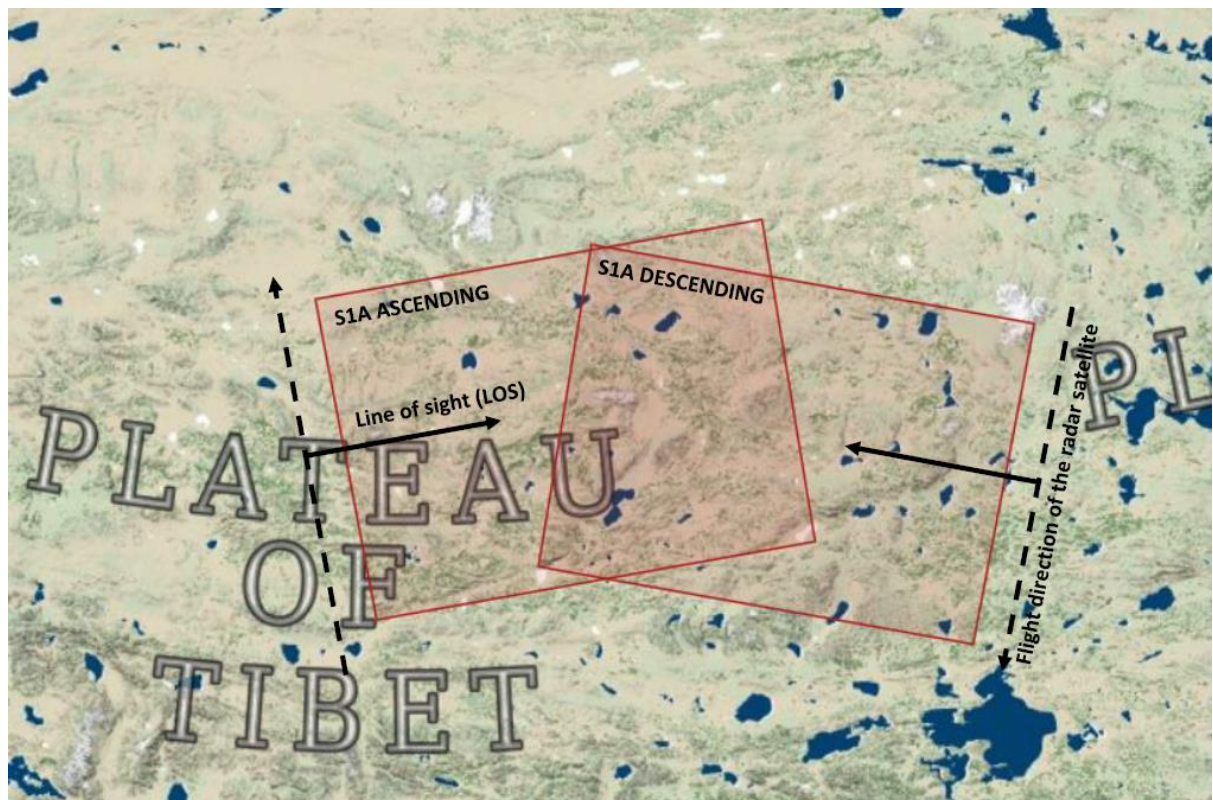 S1A ASCENDING
S1A DESCENDING
Line of sight (LOS)
Flight direction of the radar satellite
PLATEAU
OF
TIBET
PL